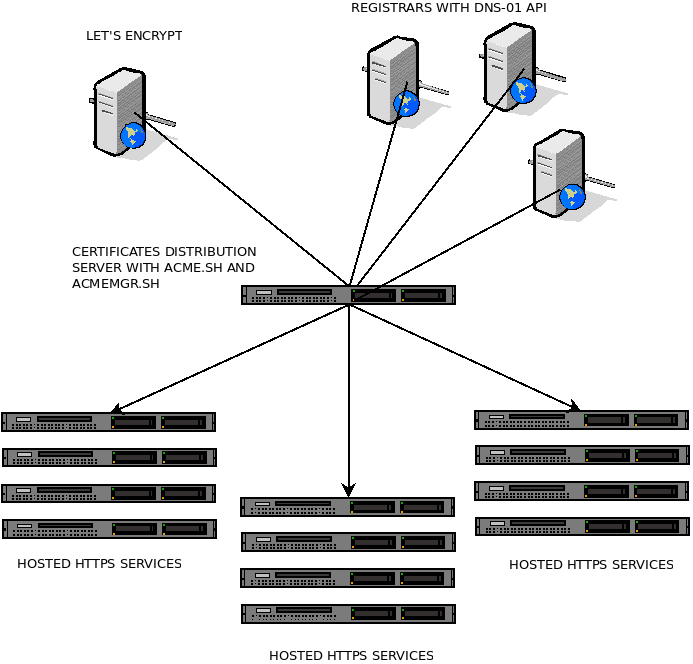 REGISTRARS WITH DNS-01 API
LET'S ENCRYPT
CERTIFICATES DISTRIBUTION
SERVER WITH ACME.SH AND
ACMEMGR.SH
HOSTED HTTPS SERVICES
HOSTED HTTPS SERVICES
HOSTED HTTPS SERVICES